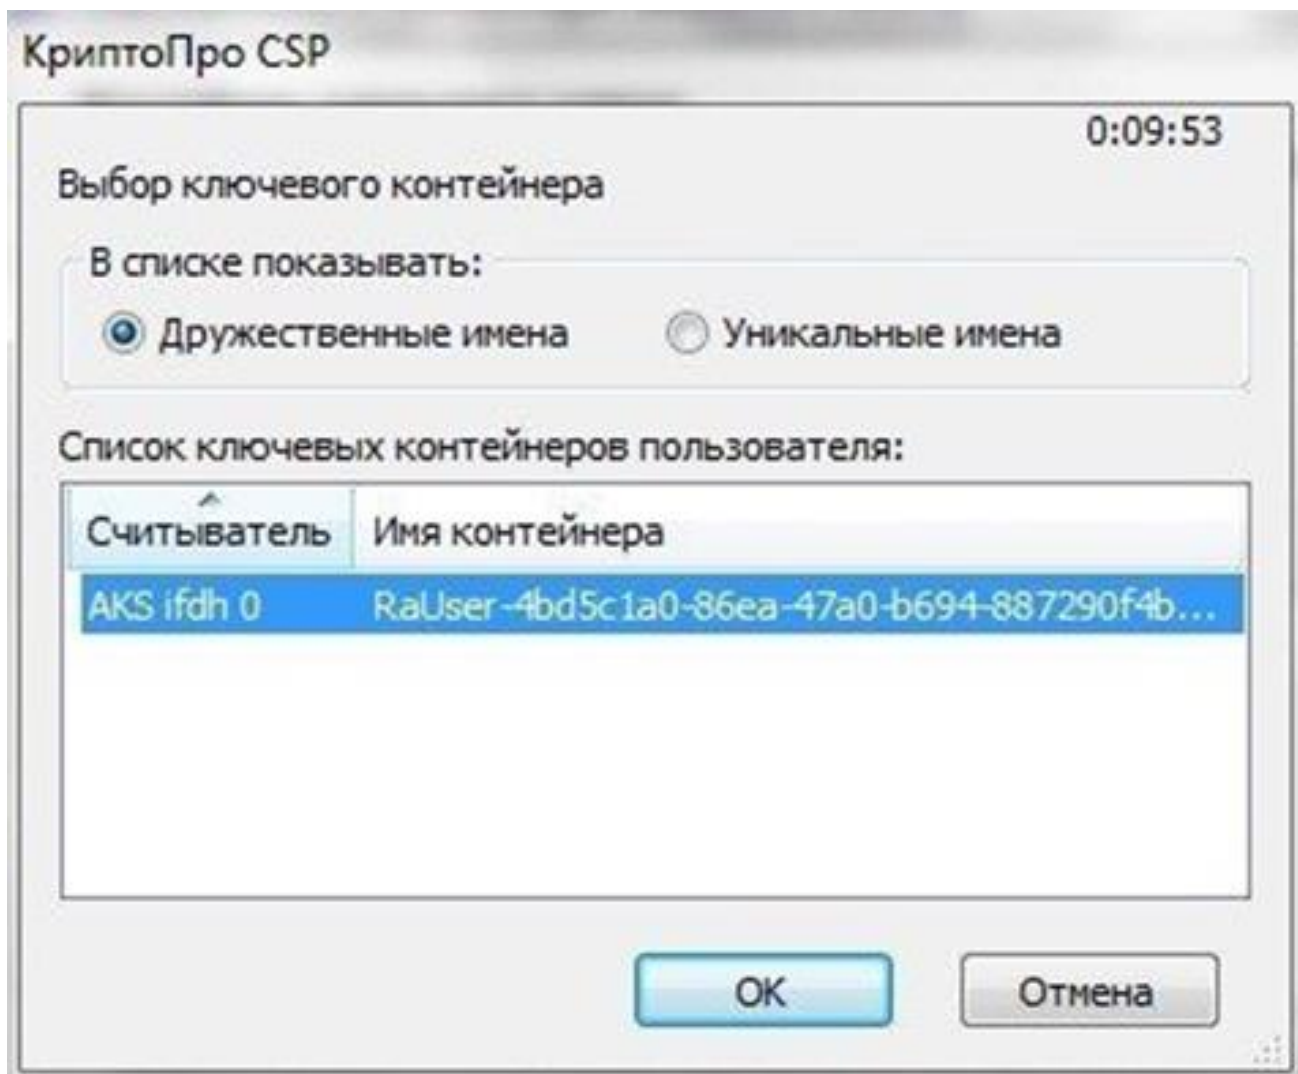 КриптоПро CSP
0:09:53
Выбор ключевого контейнера
В списке показывать:
Дружественные имена Уникальные имена
Список ключевых контейнеров пользователя:
Считыватель Имя контейнера
AKS ifdh 0 RaUser-4bd5c1a0-86ea-47a0-b694-887290f4b...
ОК Отмена